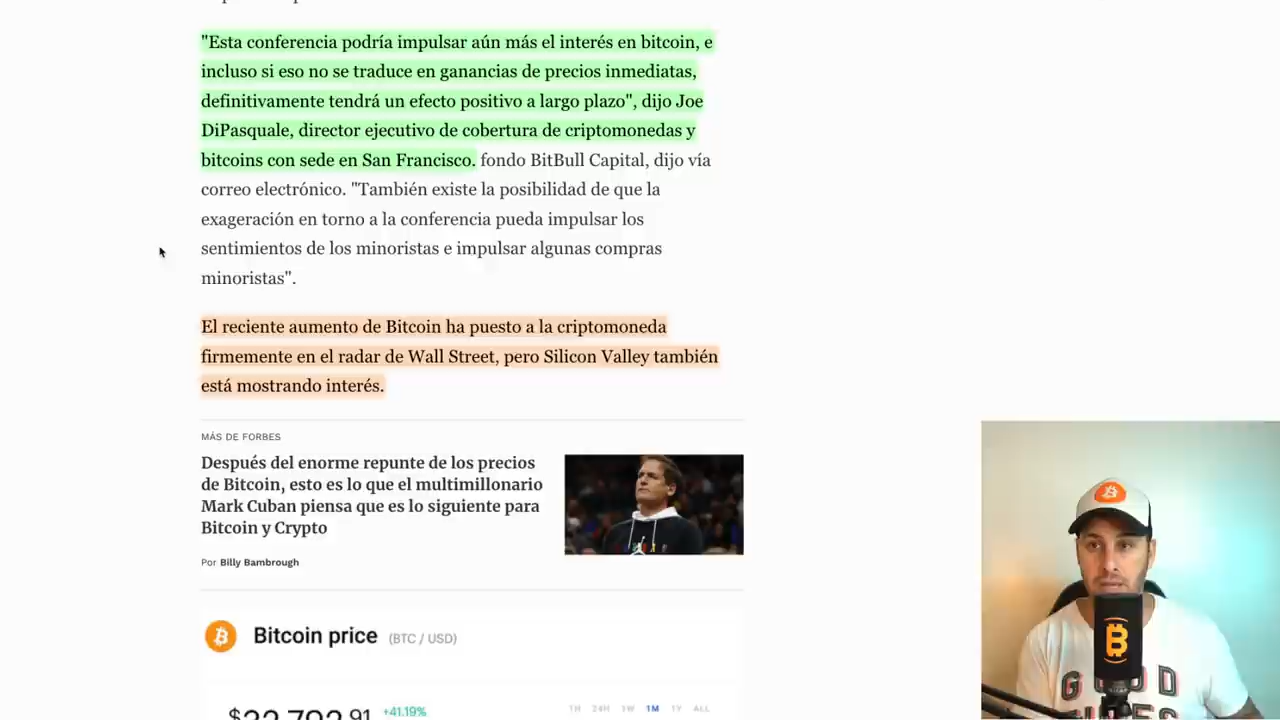 "Esta conferencia podría impulsar aún más el interés en bitcoin, e
incluso si eso no se traduce en ganancias de precios inmediatas,
definitivamente tendrá un efecto positivo a largo plazo", dijo Joe
DiPasquale, director ejecutivo de cobertura de criptomonedas y
bitcoins con sede en San Francisco. fondo BitBull Capital, dijo vía
correo electrónico. "También existe la posibilidad de que la
exageración en torno a la conferencia pueda impulsar los
sentimientos de los minoristas e impulsar algunas compras
minoristas".
El reciente aumento de Bitcoin ha puesto a la criptomoneda
firmemente en el radar de Wall Street, pero Silicon Valley también
está mostrando interés.
MÁS DE FORBES
Después del enorme repunte de los precios
de Bitcoin, esto es lo que el multimillonario
Mark Cuban piensa que es lo siguiente para
Bitcoin y Crypto
Por Billy Bambrough
Bitcoin price (BTC / USD)
+41.19%
1H 24H 1W 1M 1Y ALL